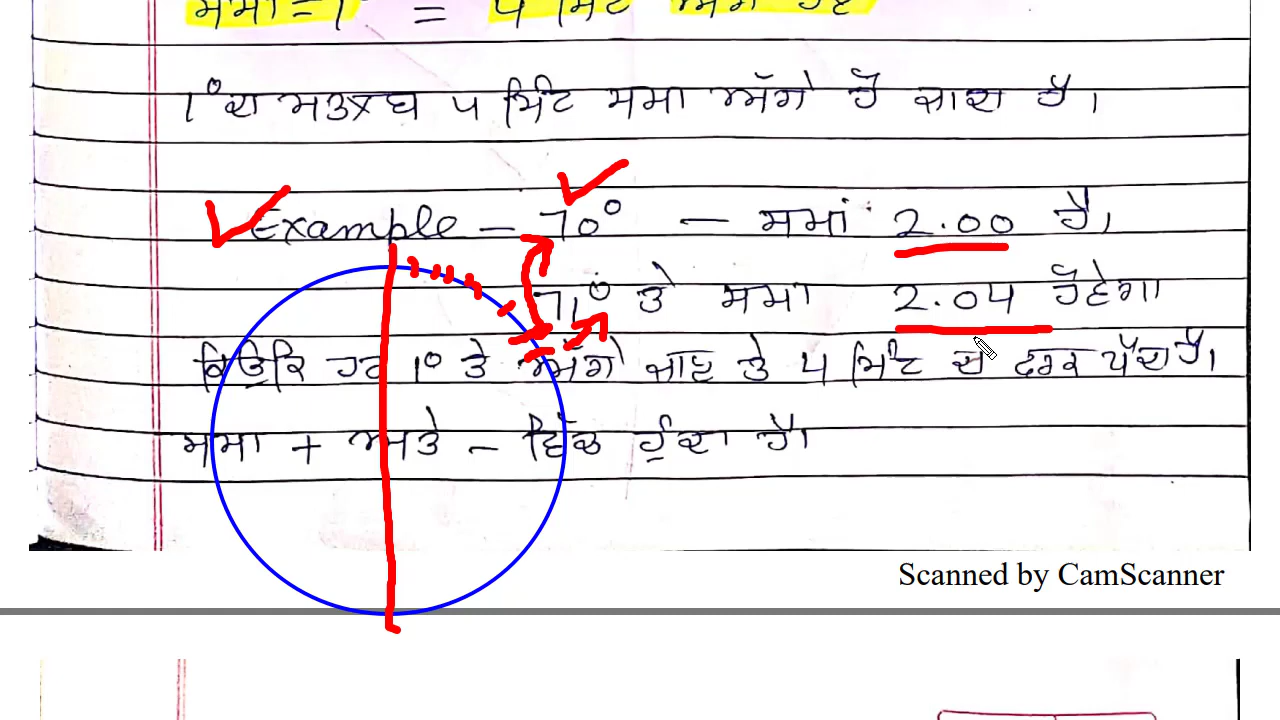 ਸਮਾਂ = 1° = 4 ਮਿੰਟ ਅੱਗੇ
1° ਦਾ ਮਤਲਬ 4 ਮਿੰਟ ਸਮਾ ਅੱਗੇ ਹੋ ਜਾਦਾ ਹੈ।
Example - 70° - ਸਮਾਂ 2.00 ਹੈ।
71° ਤੇ ਸਮਾ 2.04 ਹੋਵੇਗਾ
ਕਿਉਕਿ ਹਰ 1° ਤੇ ਅੱਗੇ ਜਾਣ ਤੇ 4 ਮਿੰਟ ਦਾ ਫਰਕ ਪੈਂਦਾ ਹੈ।
ਸਮਾ + ਅਤੇ - ਵਿੱਚ ਹੁੰਦਾ ਹੈ।
Scanned by CamScanner